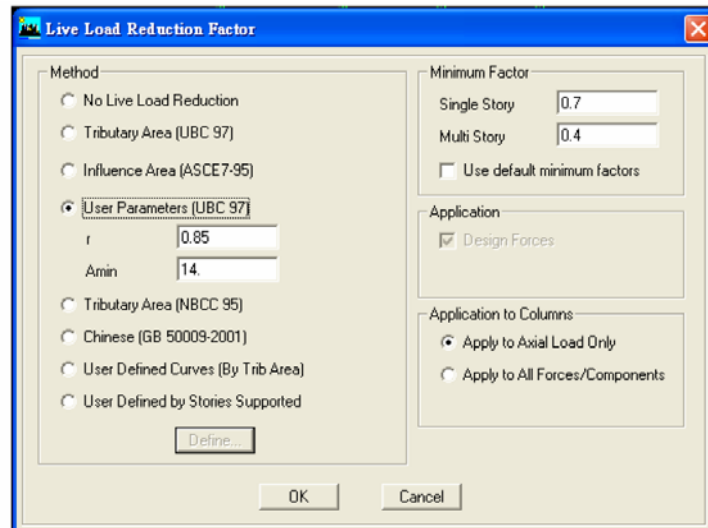 Live Load Reduction Factor
Method
No Live Load Reduction
Tributary Area (UBC 97)
Influence Area (ASCE7-95)
User Parameters (UBC 97)
r 0.85
Amin 14.
Tributary Area (NBCC 95)
Chinese (GB 50009-2001)
User Defined Curves (By Trib Area)
User Defined by Stories Supported
Define...
Minimum Factor
Single Story 0.7
Multi Story 0.4
Use default minimum factors
Application
Design Forces
Application to Columns
Apply to Axial Load Only
Apply to All Forces/Components
OK Cancel